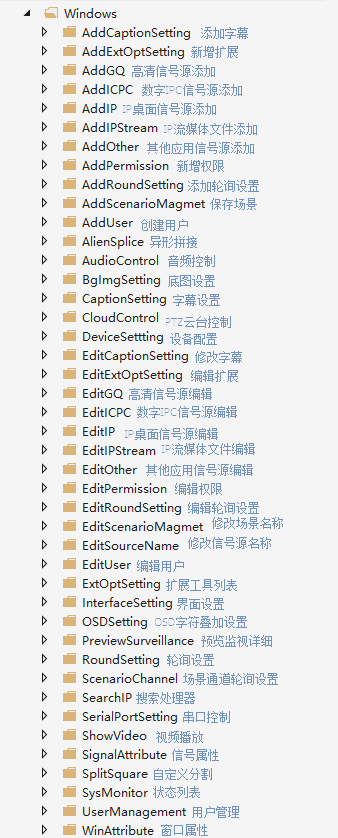 Windows
AddCaptionSetting 添加字幕
AddExtOptSetting 新增扩展
AddGQ 高清信号源添加
AddICPC 数字IPC信号源添加
AddIP IP桌面信号源添加
AddIPStream IP流媒体文件添加
AddOther 其他应用信号源添加
AddPermission 新增权限
AddRoundSetting 添加轮询设置
AddScenarioMagmet 保存场景
AddUser 创建用户
AlienSplice 异形拼接
AudioControl 音频控制
BgImgSetting 底图设置
CaptionSetting 字幕设置
CloudControl PTZ云台控制
DeviceSettting 设备配置
EditCaptionSetting 修改字幕
EditExtOptSetting 编辑扩展
EditGQ 高清信号源编辑
EditICPC 数字IPC信号源编辑
EditIP IP桌面信号源编辑
EditIPStream IP流媒体文件编辑
EditOther 其他应用信号源编辑
EditPermission 编辑权限
EditRoundSetting 编辑轮询设置
EditScenarioMagmet 修改场景名称
EditSourceName 修改信号源名称
EditUser 编辑用户
ExtOptSetting 扩展工具列表
InterfaceSetting 界面设置
OSDSetting OSD字符叠加设置
PreviewSurveillance 预览监视详细
RoundSetting 轮询设置
ScenarioChannel 场景通道轮询设置
SearchIP 搜索处理器
SerialPortSetting 串口控制
ShowVideo 视频播放
SignalAttribute 信号属性
SplitSquare 自定义分割
SysMonitor 状态列表
UserManagement 用户管理
WinAttribute 窗口属性